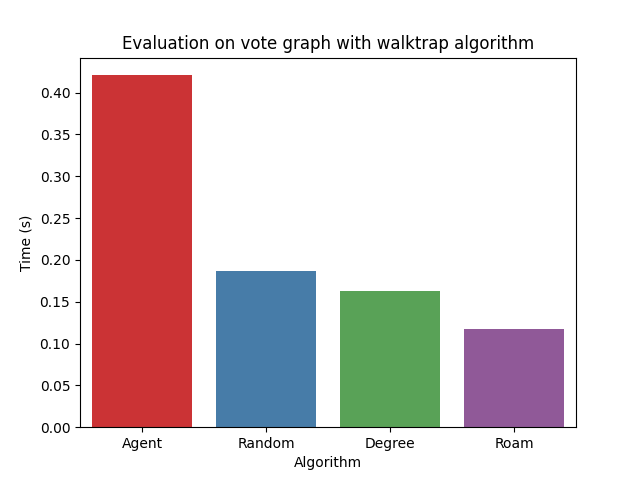 Evaluation on vote graph with walktrap algorithm
Time (s)
0.40
0.35
0.30
0.25
0.20
0.15
0.10
0.05
0.00
Agent Random Degree Roam
Algorithm